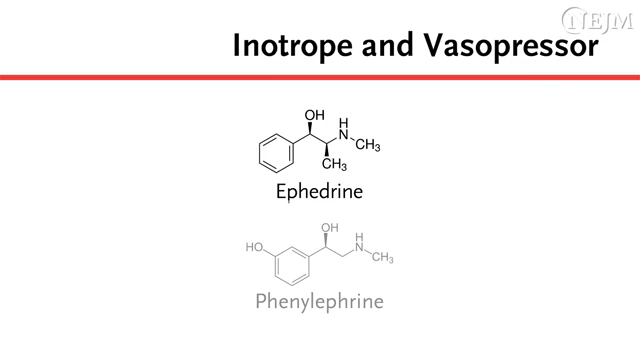 NEJM
Inotrope and Vasopressor
OH
H
N
CH3
CH3
Ephedrine
OH
HO
H
N
CH3
Phenylephrine